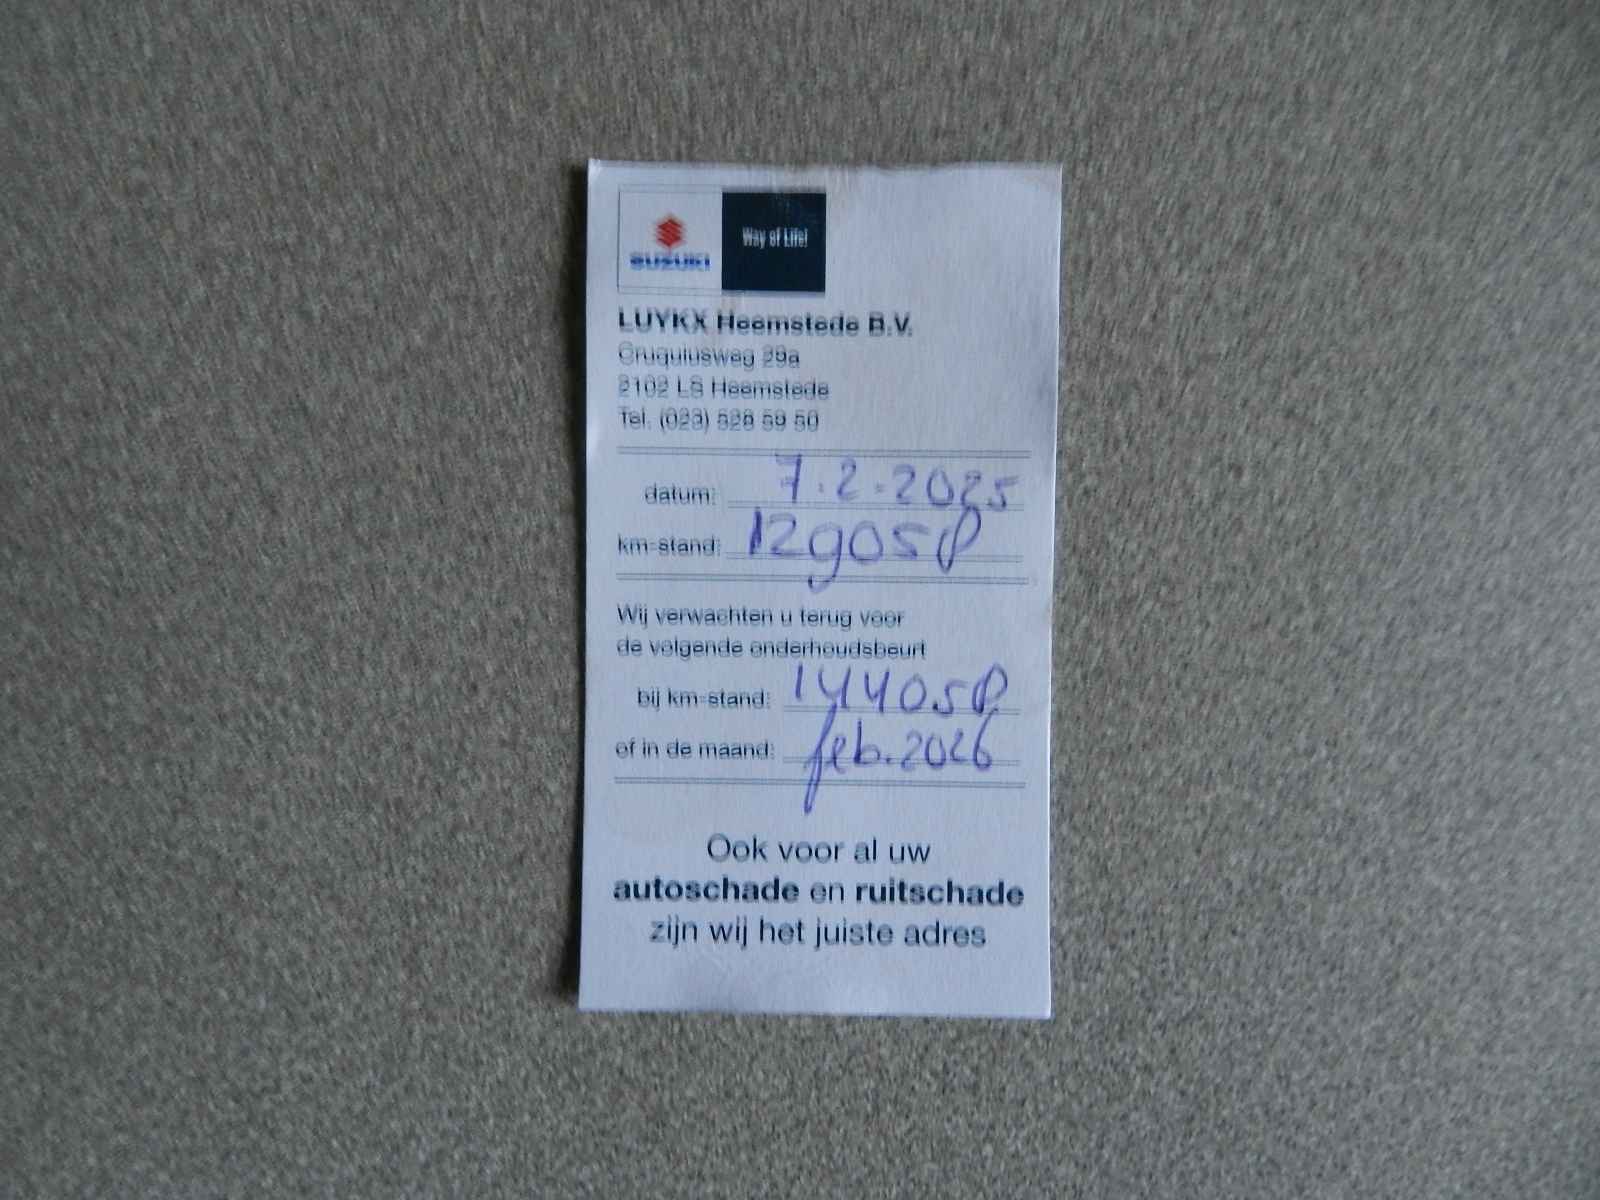 SUZUKI
Way of Life!
LUYKX Heemstede B.V.
Cruquiusweg 29a
2102 LS Heemstede
Tel. (023) 528 59 50
datum: 7.2.2025
km-stand: 129058
Wij verwachten u terug voor
de volgende onderhoudsbeurt
bij km-stand: 144058
of in de maand: feb.2026
Ook voor al uw
autoschade en ruitschade
zijn wij het juiste adres